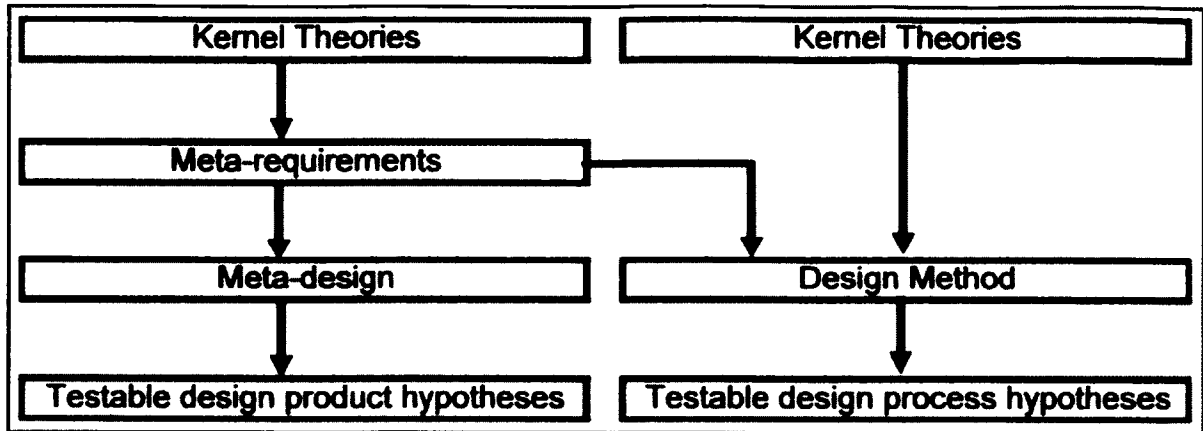 Kernel Theories
Kernel Theories
Meta-requirements
Meta-design
Design Method
Testable design product hypotheses
Testable design process hypotheses